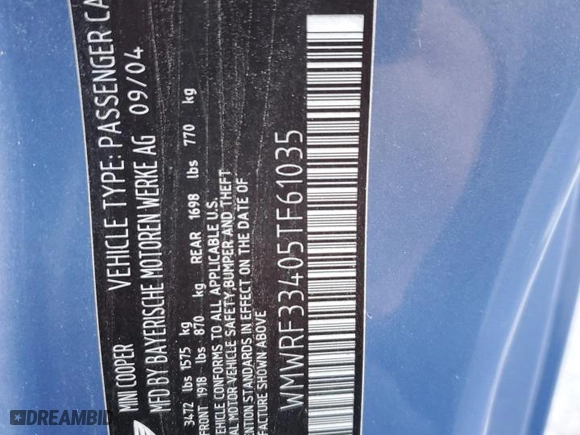 MINI COOPER
VEHICLE TYPE: PASSENGER CA
MFD BY BAYERISCHE MOTOREN WERKE AG 09/04
3472 lbs 1575 kg
FRONT 1918 lbs 870 kg REAR 1698 lbs 770 kg
VEHICLE CONFORMS TO ALL APPLICABLE U.S.
AL MOTOR-VEHICLE SAFETY, BUMPER AND THEFT
ENTION STANDARDS IN EFFECT ON THE DATE OF
FACTURE SHOWN ABOVE
WMWRF33405TF61035
DREAMBID